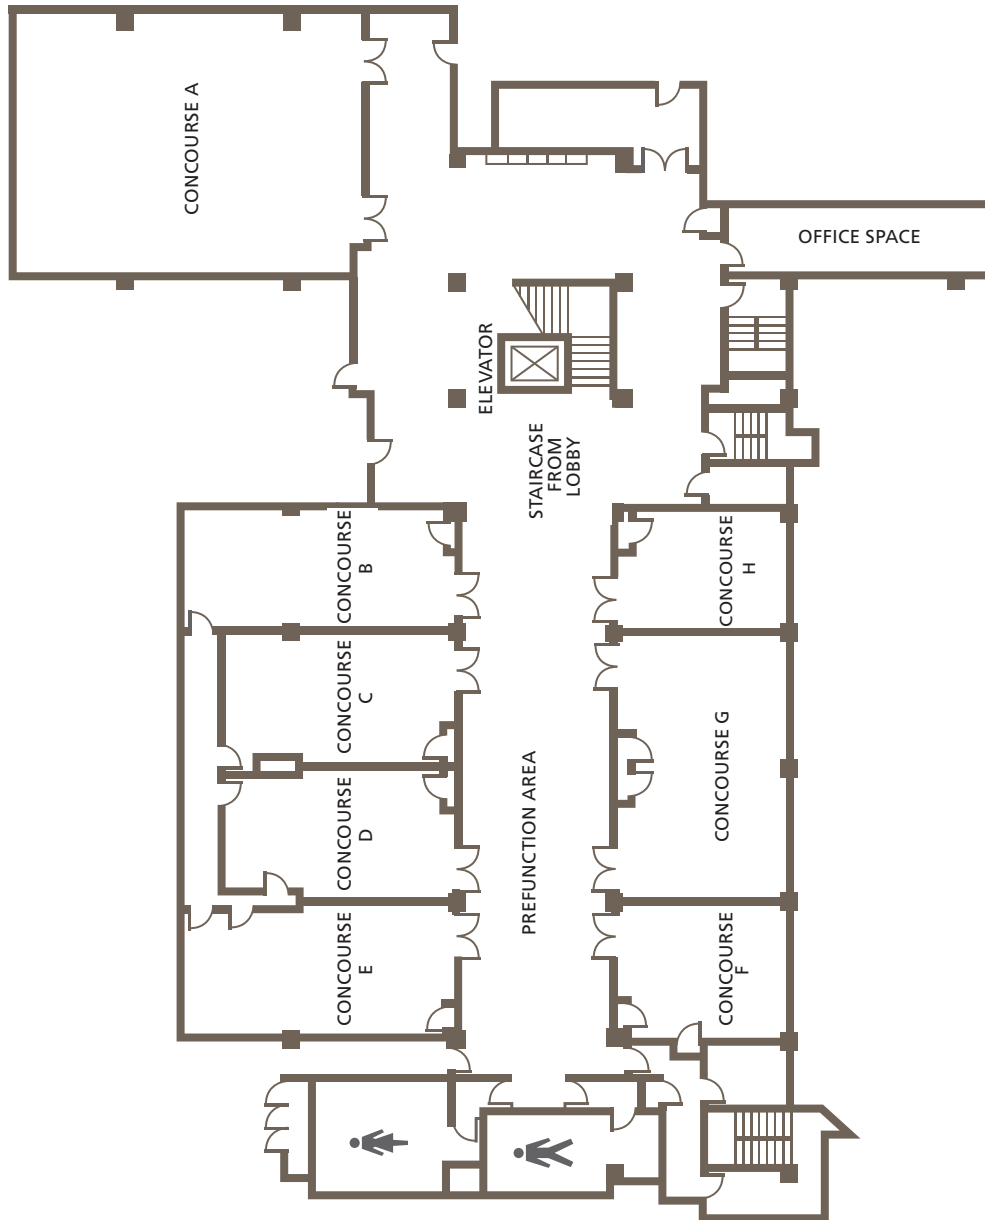 CONCOURSE A
OFFICE SPACE
ELEVATOR
STAIRCASE
FROM
LOBBY
CONCOURSE
B
CONCOURSE
H
CONCOURSE
C
CONCOURSE G
CONCOURSE
D
PREFUNCTION AREA
CONCOURSE
E
CONCOURSE
F